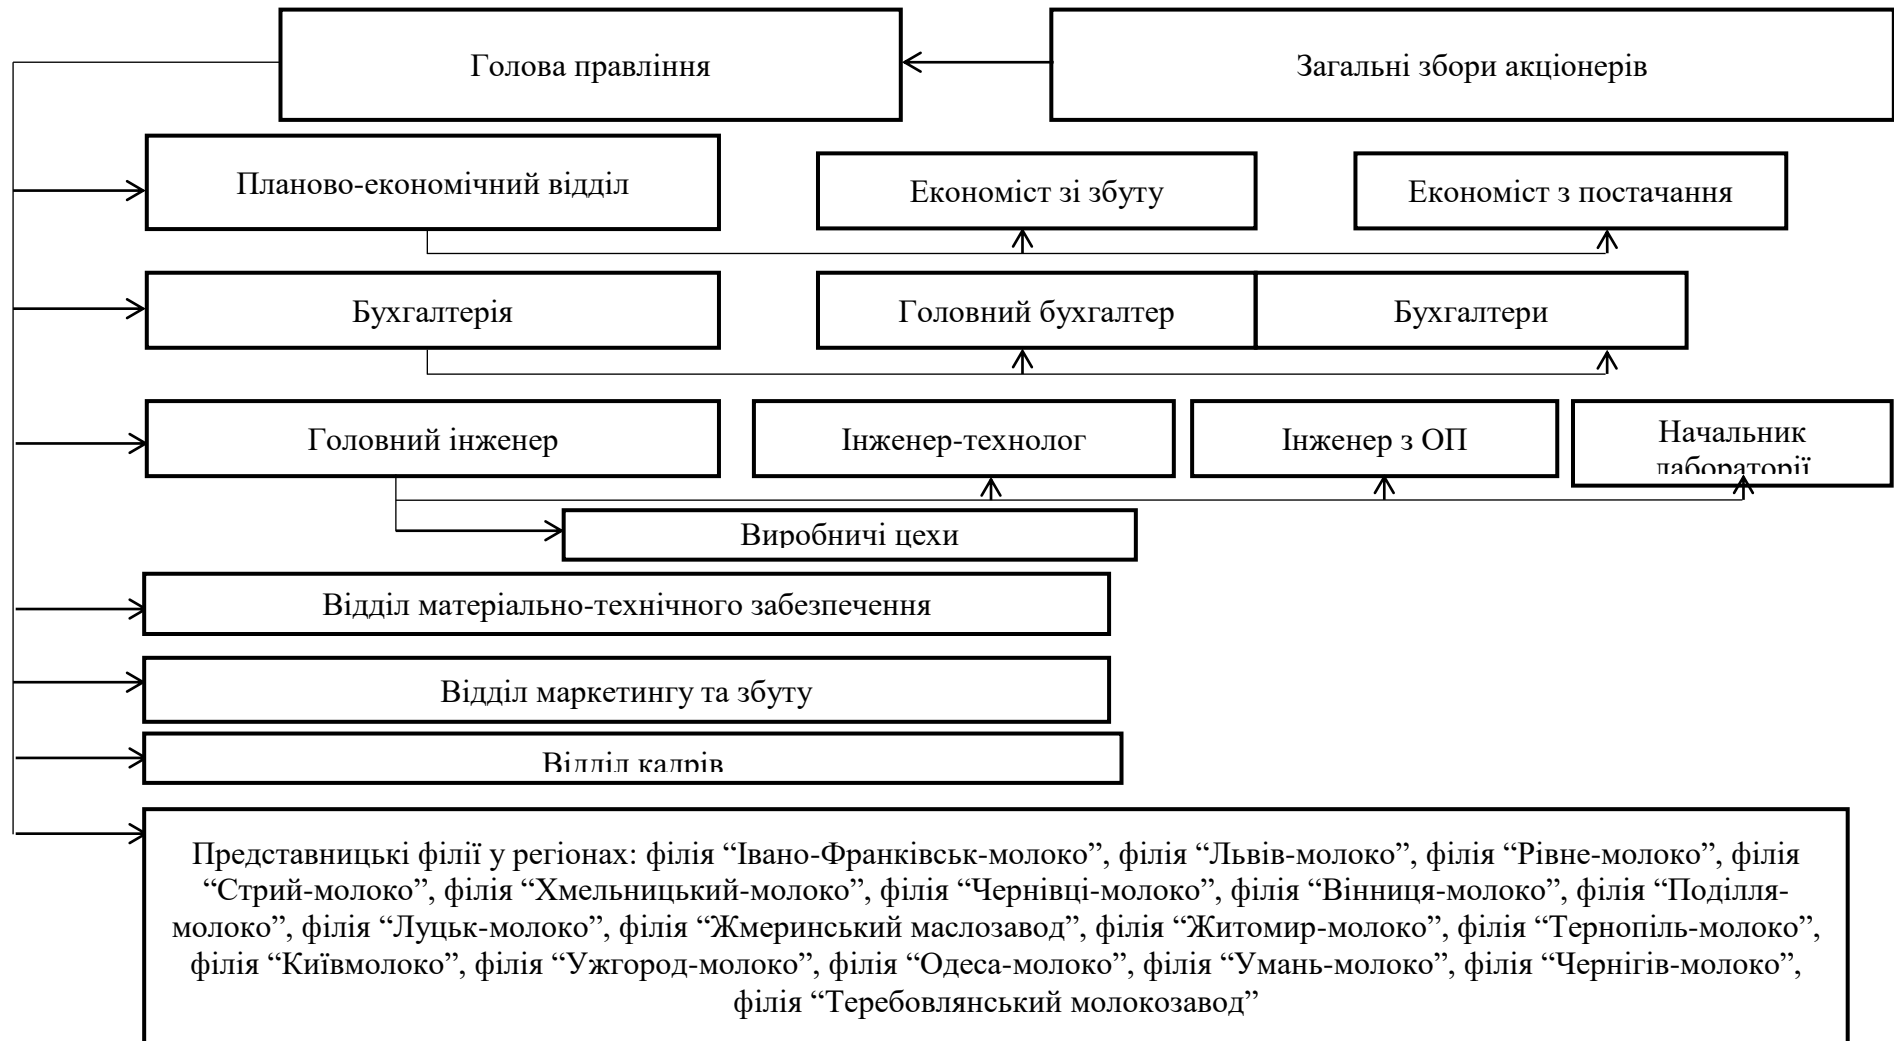 Голова правління
Загальні збори акціонерів
Планово-економічний відділ
Економіст зі збуту
Економіст з постачання
Бухгалтерія
Головний бухгалтер
Бухгалтери
Головний інженер
Інженер-технолог
Інженер з ОП
Начальник
лабораторії
Виробничі цехи
Відділ матеріально-технічного забезпечення
Відділ маркетингу та збуту
Відділ кадрів
Представницькі філії у регіонах: філія “Івано-Франківськ-молоко”, філія “Львів-молоко”, філія “Рівне-молоко”, філія
“Стрий-молоко”, філія “Хмельницький-молоко”, філія “Чернівці-молоко”, філія “Вінниця-молоко”, філія “Поділля-
молоко”, філія “Луцьк-молоко”, філія “Жмеринський маслозавод”, філія “Житомир-молоко”, філія “Тернопіль-молоко”,
філія “Київмолоко”, філія “Ужгород-молоко”, філія “Одеса-молоко”, філія “Умань-молоко”, філія “Чернігів-молоко”,
філія “Теребовлянський молокозавод”